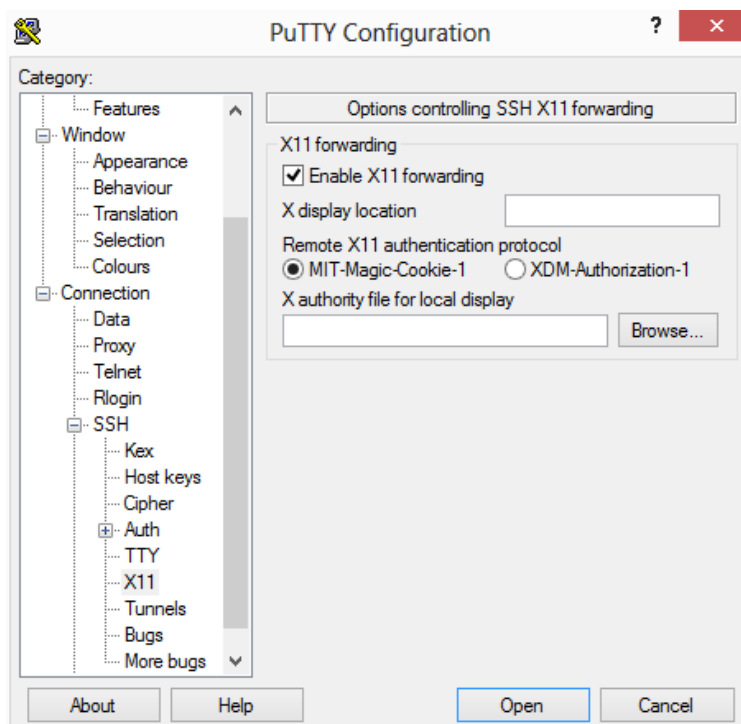 PuTTY Configuration
?
Category:
Features
Window
Appearance
Behaviour
Translation
Selection
Colours
Connection
Data
Proxy
Telnet
Rlogin
SSH
Kex
Host keys
Cipher
Auth
TTY
X11
Tunnels
Bugs
More bugs
Options controlling SSH X11 forwarding
X11 forwarding
Enable X11 forwarding
X display location
Remote X11 authentication protocol
MIT-Magic-Cookie-1 XDM-Authorization-1
X authority file for local display
Browse...
About Help Open Cancel